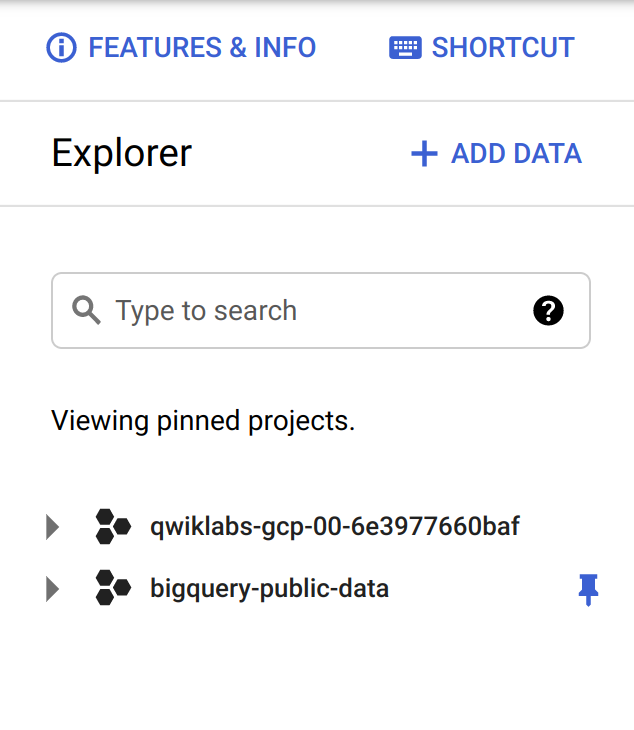 FEATURES & INFO SHORTCUT
Explorer ADD DATA
Type to search
Viewing pinned projects.
qwiklabs-gcp-00-6e3977660baf
bigquery-public-data